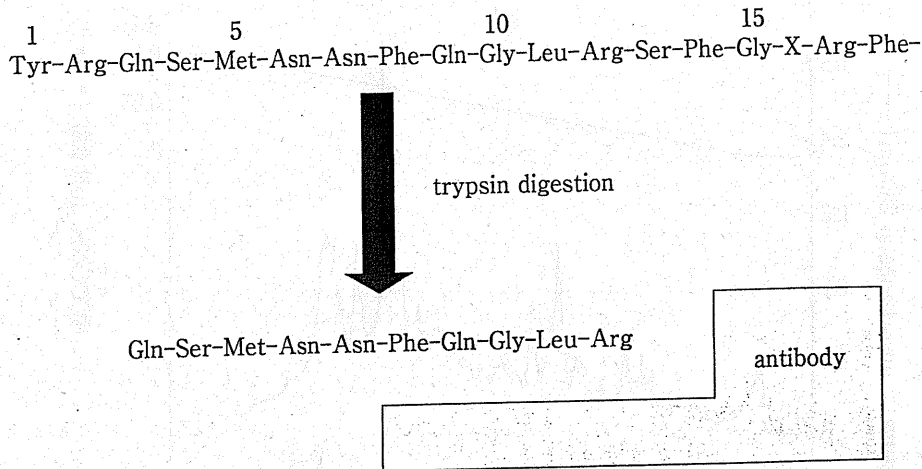 1 5 10 15
Tyr-Arg-Gln-Ser-Met-Asn-Asn-Phe-Gln-Gly-Leu-Arg-Ser-Phe-Gly-X-Arg-Phe-
trypsin digestion
Gln-Ser-Met-Asn-Asn-Phe-Gln-Gly-Leu-Arg
antibody